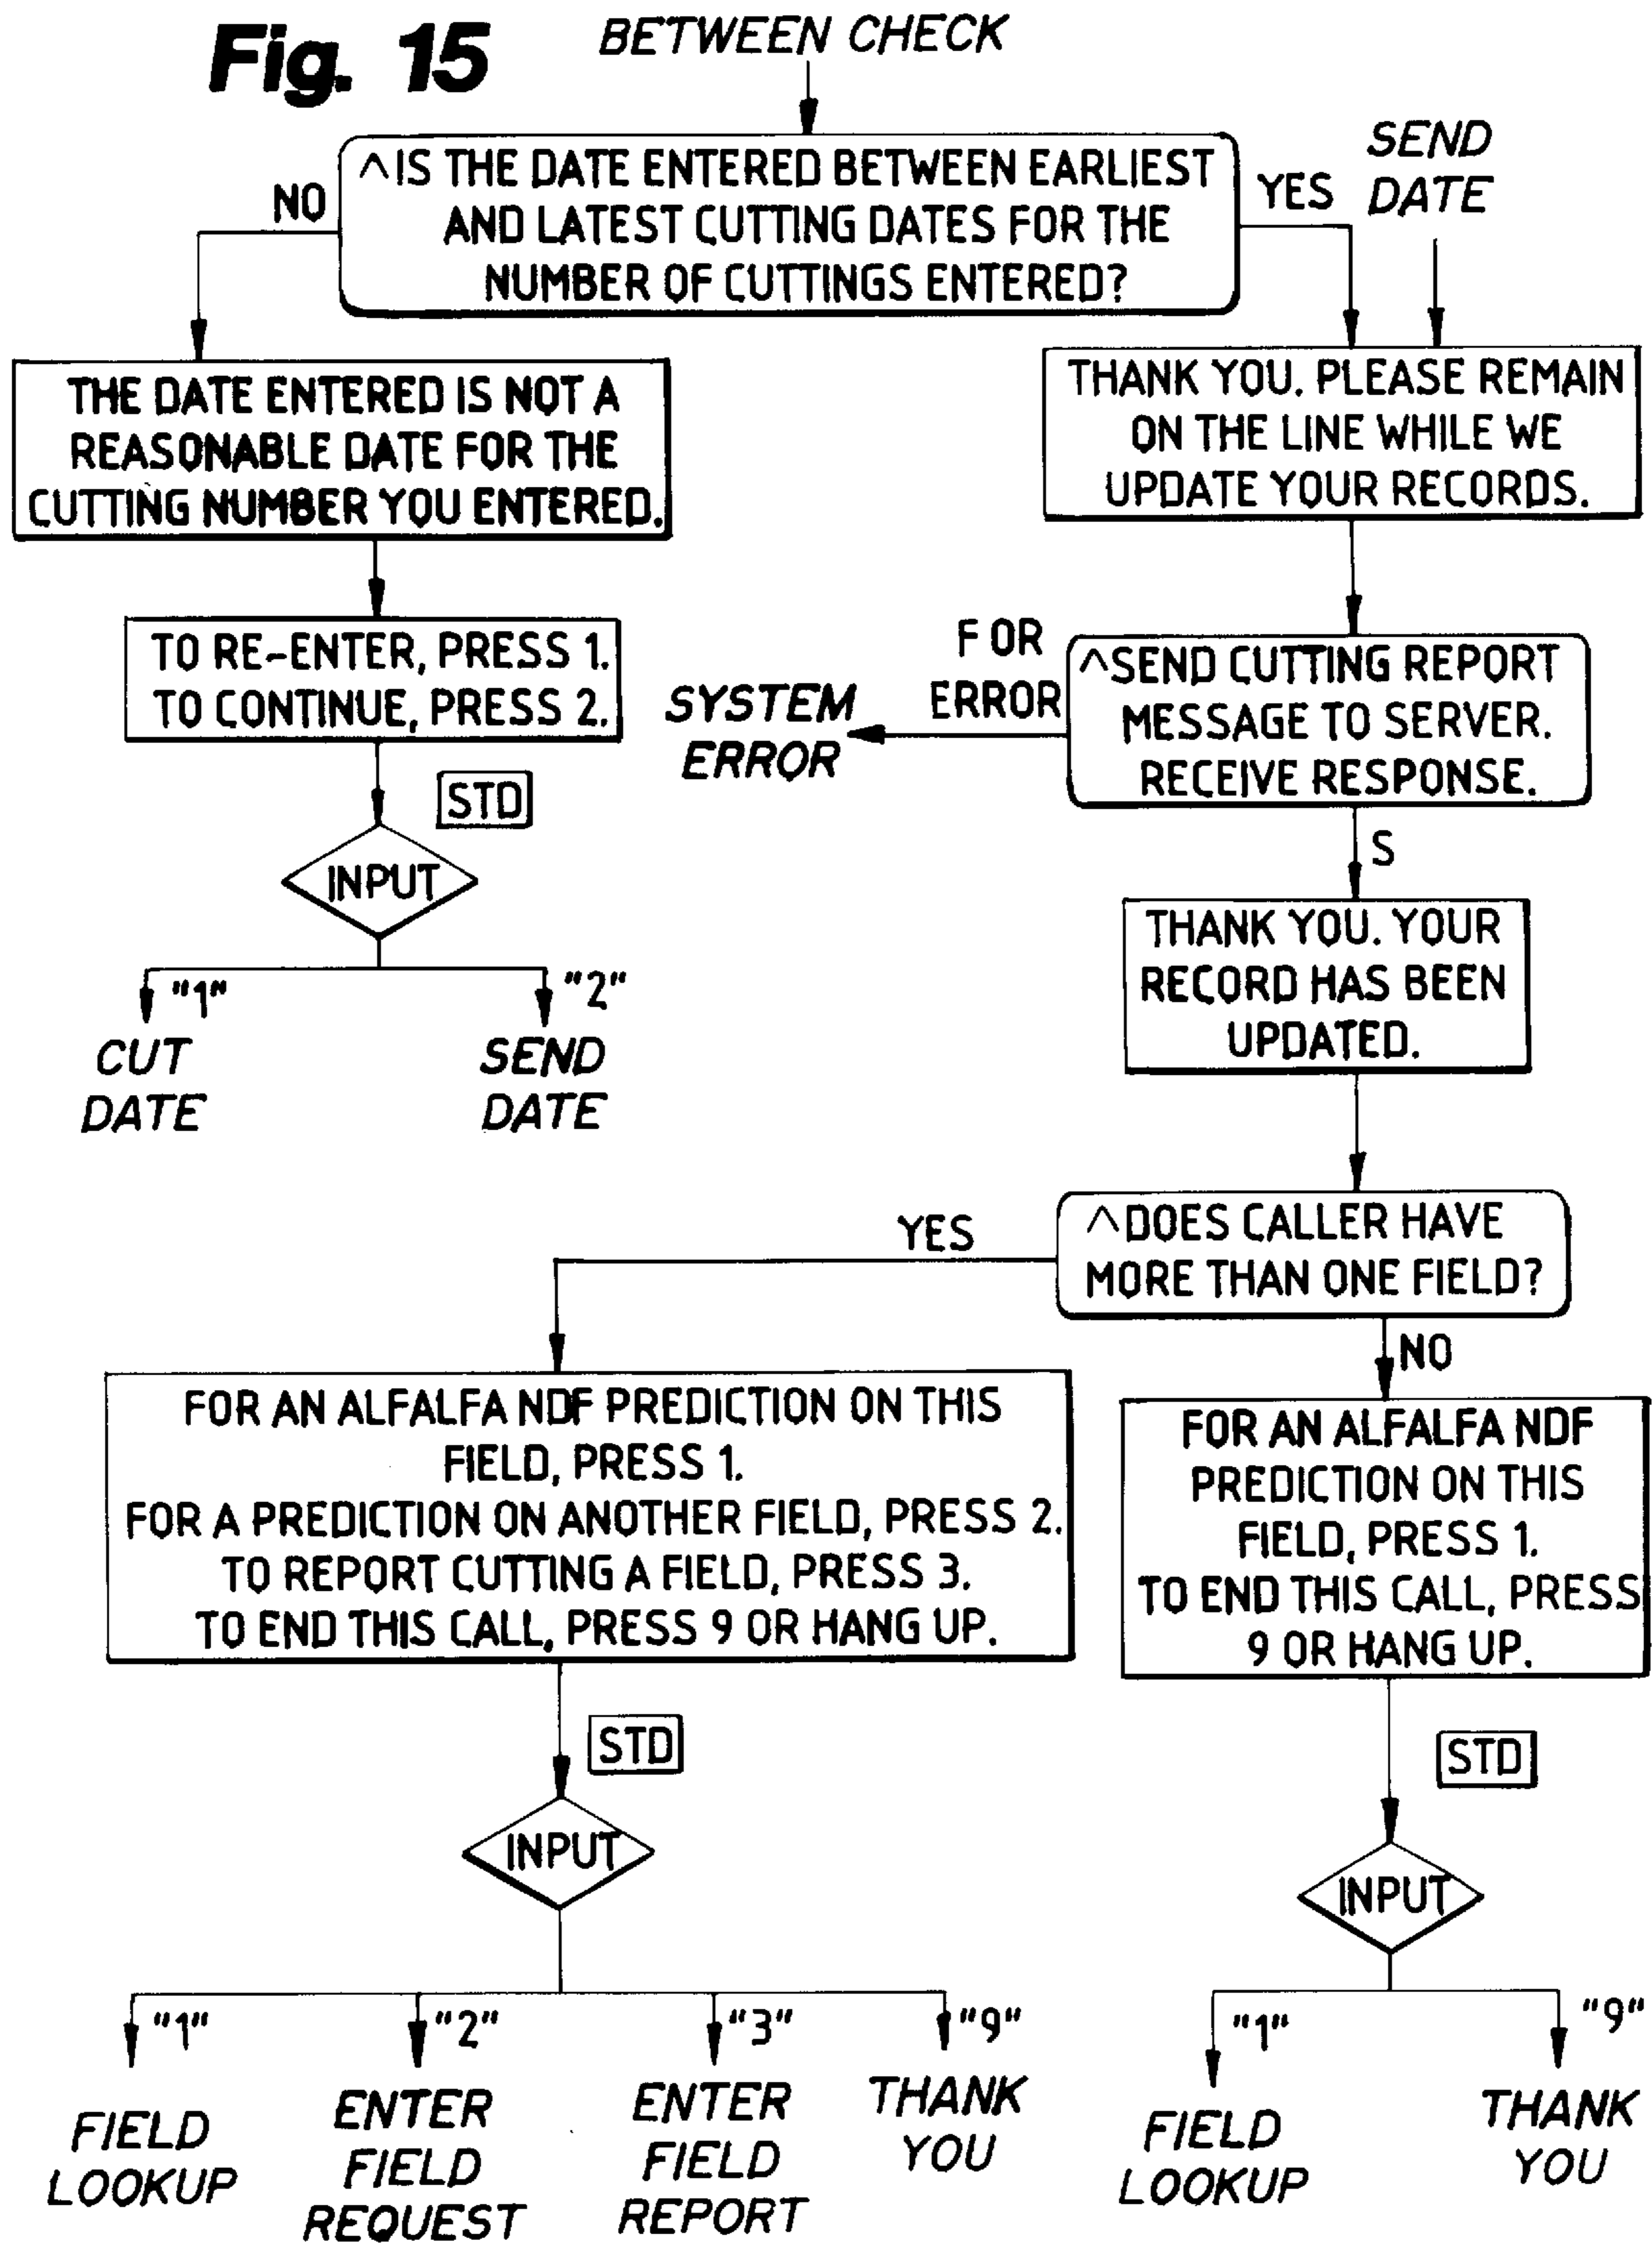 Fig. 15
BETWEEN CHECK
^IS THE DATE ENTERED BETWEEN EARLIEST
AND LATEST CUTTING DATES FOR THE
NUMBER OF CUTTINGS ENTERED?
NO
YES
SEND
DATE
THE DATE ENTERED IS NOT A
REASONABLE DATE FOR THE
CUTTING NUMBER YOU ENTERED.
THANK YOU. PLEASE REMAIN
ON THE LINE WHILE WE
UPDATE YOUR RECORDS.
TO RE-ENTER, PRESS 1.
TO CONTINUE, PRESS 2.
F OR
ERROR
SYSTEM
ERROR
^SEND CUTTING REPORT
MESSAGE TO SERVER.
RECEIVE RESPONSE.
STD
INPUT
S
"1"
"2"
CUT
DATE
SEND
DATE
THANK YOU. YOUR
RECORD HAS BEEN
UPDATED.
^DOES CALLER HAVE
MORE THAN ONE FIELD?
YES
NO
FOR AN ALFALFA NDF PREDICTION ON THIS
FIELD, PRESS 1.
FOR A PREDICTION ON ANOTHER FIELD, PRESS 2.
TO REPORT CUTTING A FIELD, PRESS 3.
TO END THIS CALL, PRESS 9 OR HANG UP.
FOR AN ALFALFA NDF
PREDICTION ON THIS
FIELD, PRESS 1.
TO END THIS CALL, PRESS
9 OR HANG UP.
STD
INPUT
STD
INPUT
"1"
"2"
"3"
"9"
FIELD
LOOKUP
ENTER
FIELD
REQUEST
ENTER
FIELD
REPORT
THANK
YOU
"1"
"9"
FIELD
LOOKUP
THANK
YOU